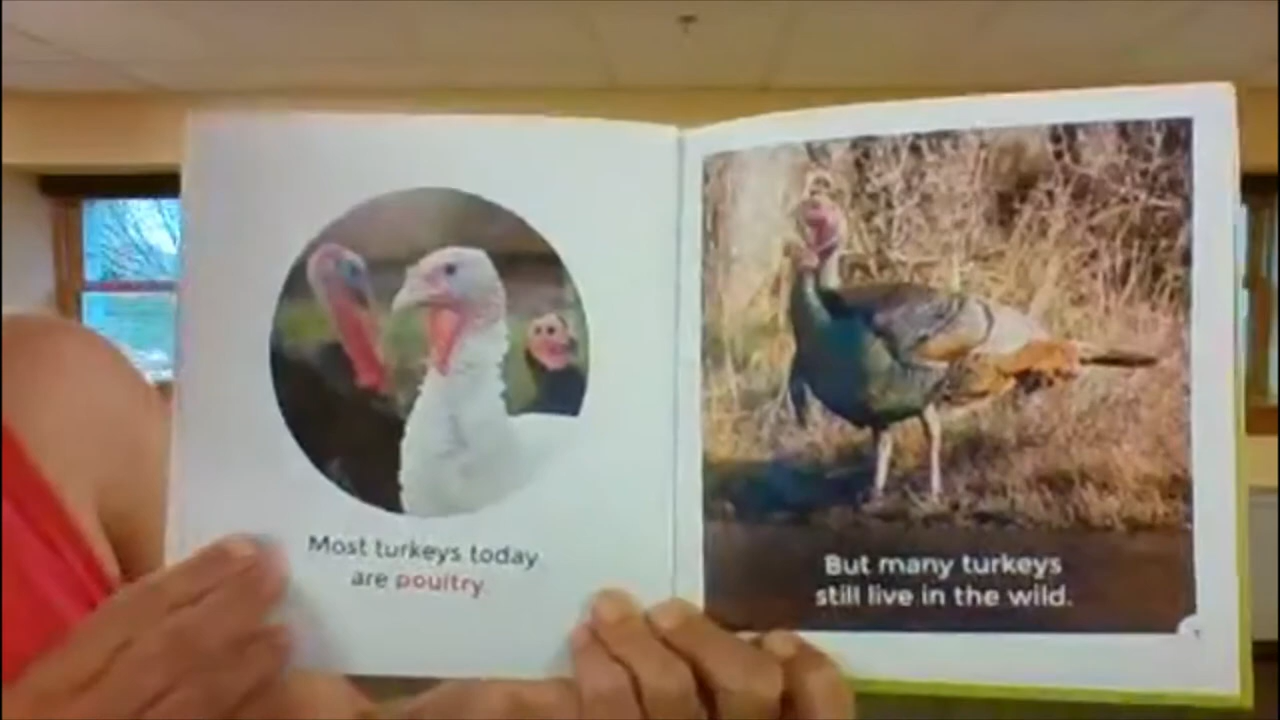 Most turkeys today
are poultry.
But many turkeys
still live in the wild.